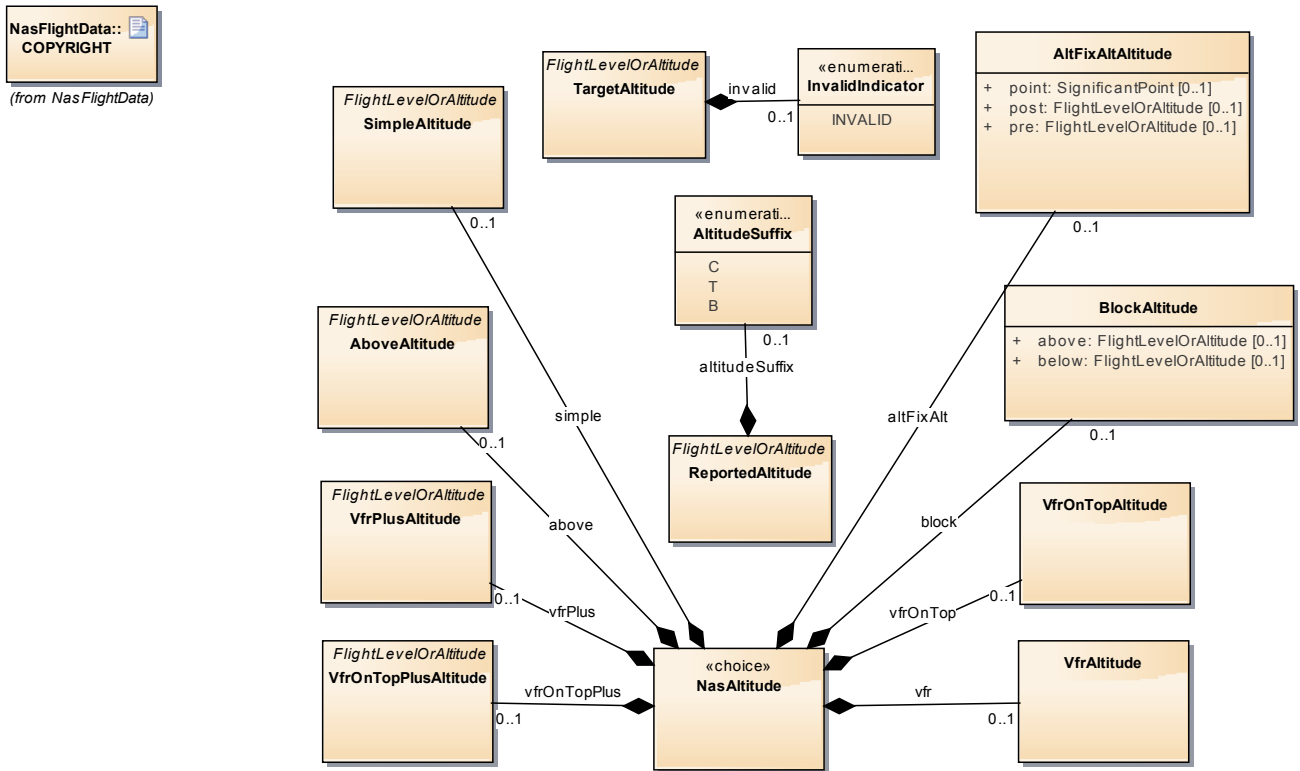 NasFlightData::
COPYRIGHT
(from NasFlightData)
FlightLevelOrAltitude
SimpleAltitude
0..1
FlightLevelOrAltitude
TargetAltitude
invalid
0..1
«enumerati...
InvalidIndicator
INVALID
AltFixAltAltitude
+ point: SignificantPoint [0..1]
+ post: FlightLevelOrAltitude [0..1]
+ pre: FlightLevelOrAltitude [0..1]
0..1
«enumerati...
AltitudeSuffix
C
T
B
0..1
altitudeSuffix
FlightLevelOrAltitude
ReportedAltitude
FlightLevelOrAltitude
AboveAltitude
0..1
simple
altFixAlt
BlockAltitude
+ above: FlightLevelOrAltitude [0..1]
+ below: FlightLevelOrAltitude [0..1]
0..1
FlightLevelOrAltitude
VfrPlusAltitude
0..1
above
block
vfrPlus
VfrOnTopAltitude
0..1
vfrOnTop
FlightLevelOrAltitude
VfrOnTopPlusAltitude
0..1
vfrOnTopPlus
«choice»
NasAltitude
vfr
0..1
VfrAltitude